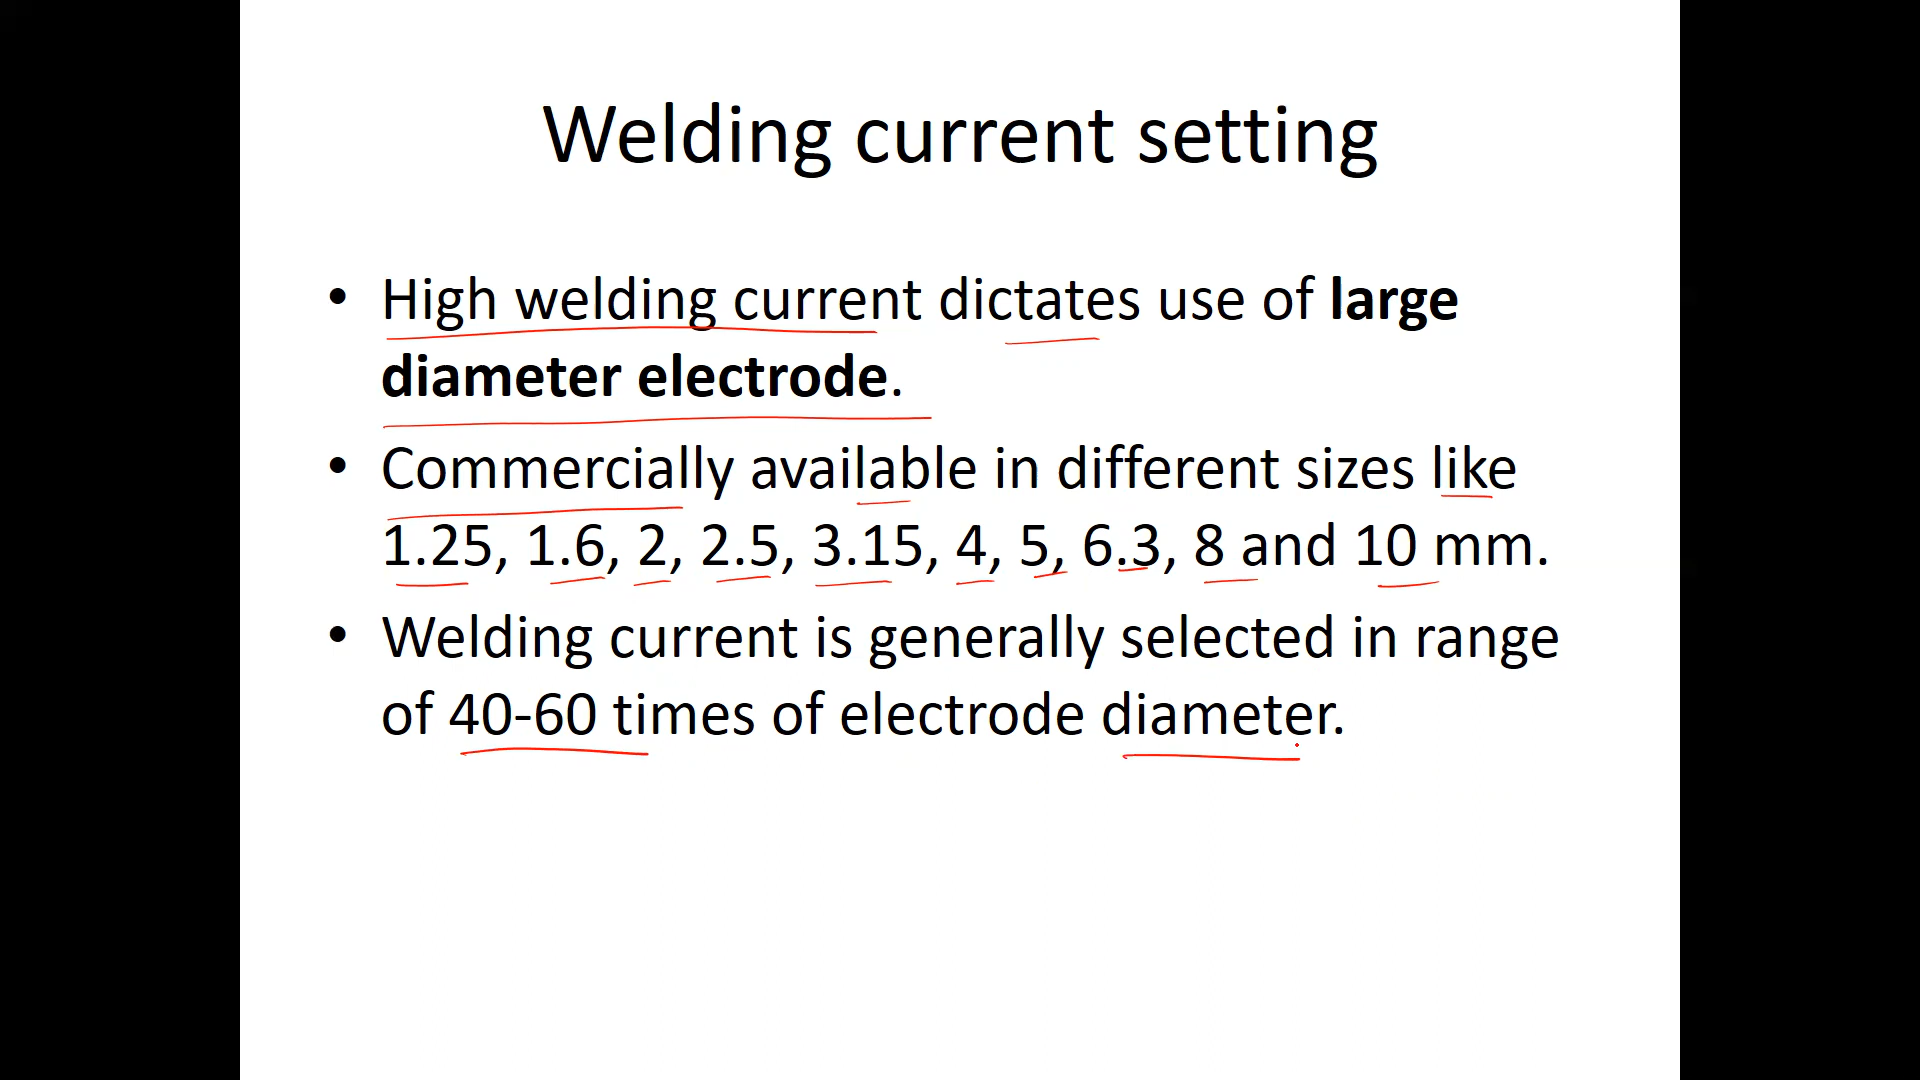 Welding current setting
• High welding current dictates use of large
diameter electrode.
• Commercially available in different sizes like
1.25, 1.6, 2, 2.5, 3.15, 4, 5, 6.3, 8 and 10 mm.
• Welding current is generally selected in range
of 40-60 times of electrode diameter.